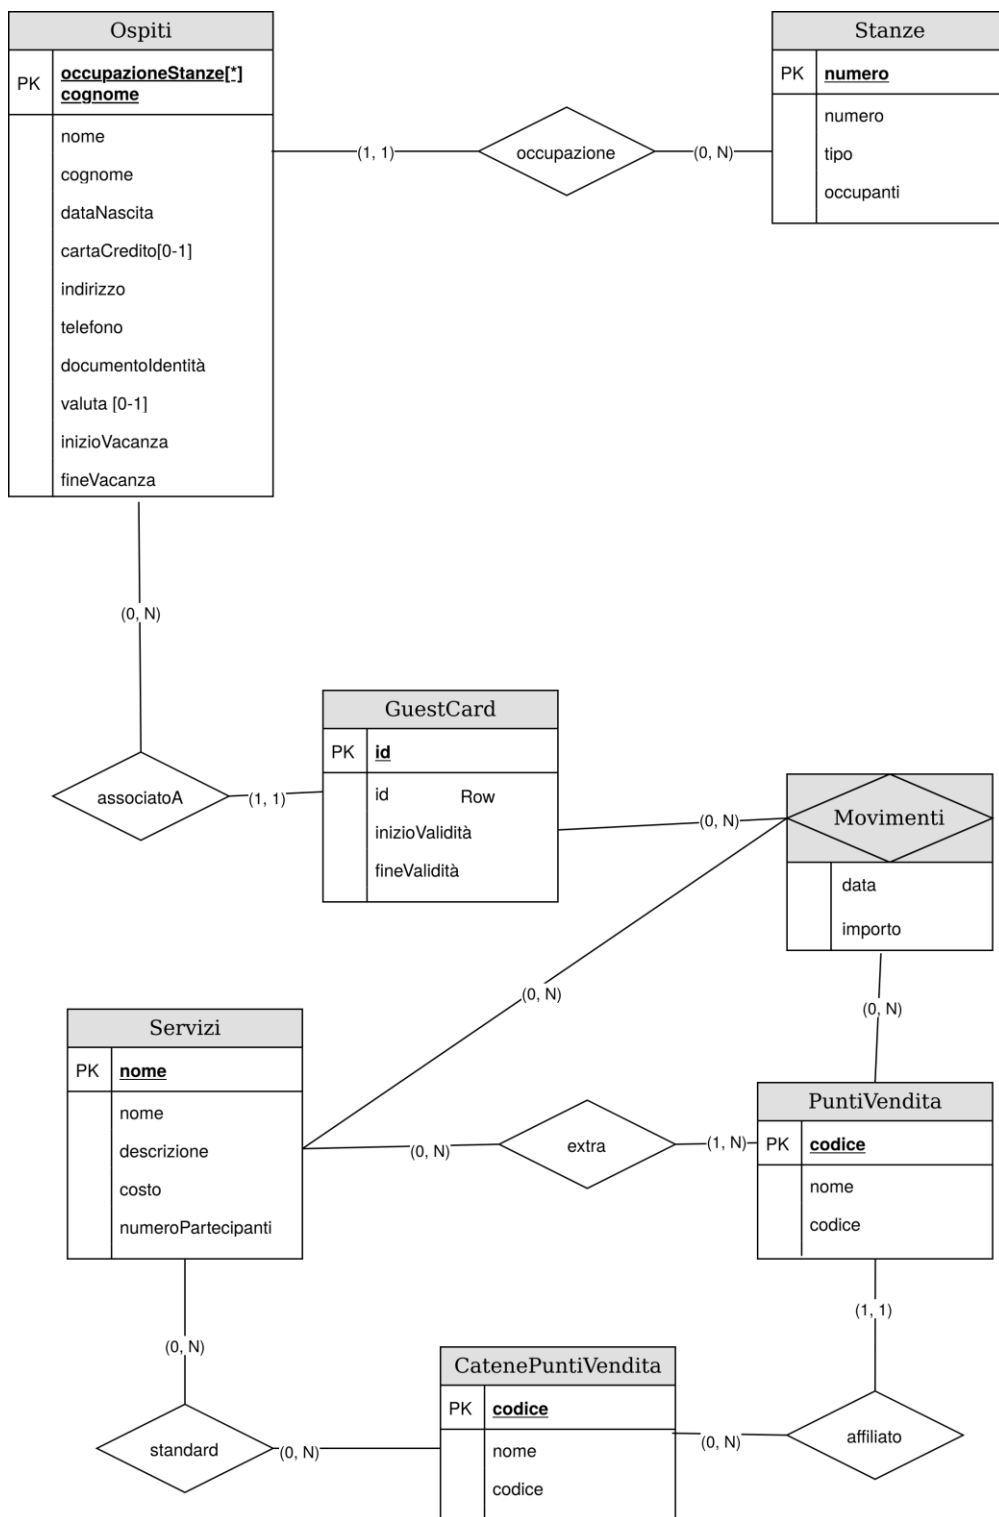 Ospiti
PK
occupazioneStanze[*]
cognome
nome
cognome
dataNascita
cartaCredito[0-1]
indirizzo
telefono
documentoIdentità
valuta [0-1]
inizioVacanza
fineVacanza
(1, 1)
occupazione
(0, N)
Stanze
PK
numero
numero
tipo
occupanti
(0, N)
associatoA
(1, 1)
GuestCard
PK
id
id
Row
inizioValidità
fineValidità
(0, N)
Movimenti
data
importo
(0, N)
(0, N)
Servizi
PK
nome
nome
descrizione
costo
numeroPartecipanti
(0, N)
extra
(1, N)
PuntiVendita
PK
codice
nome
codice
(1, 1)
(0, N)
standard
(0, N)
CatenePuntiVendita
PK
codice
nome
codice
(0, N)
affiliato